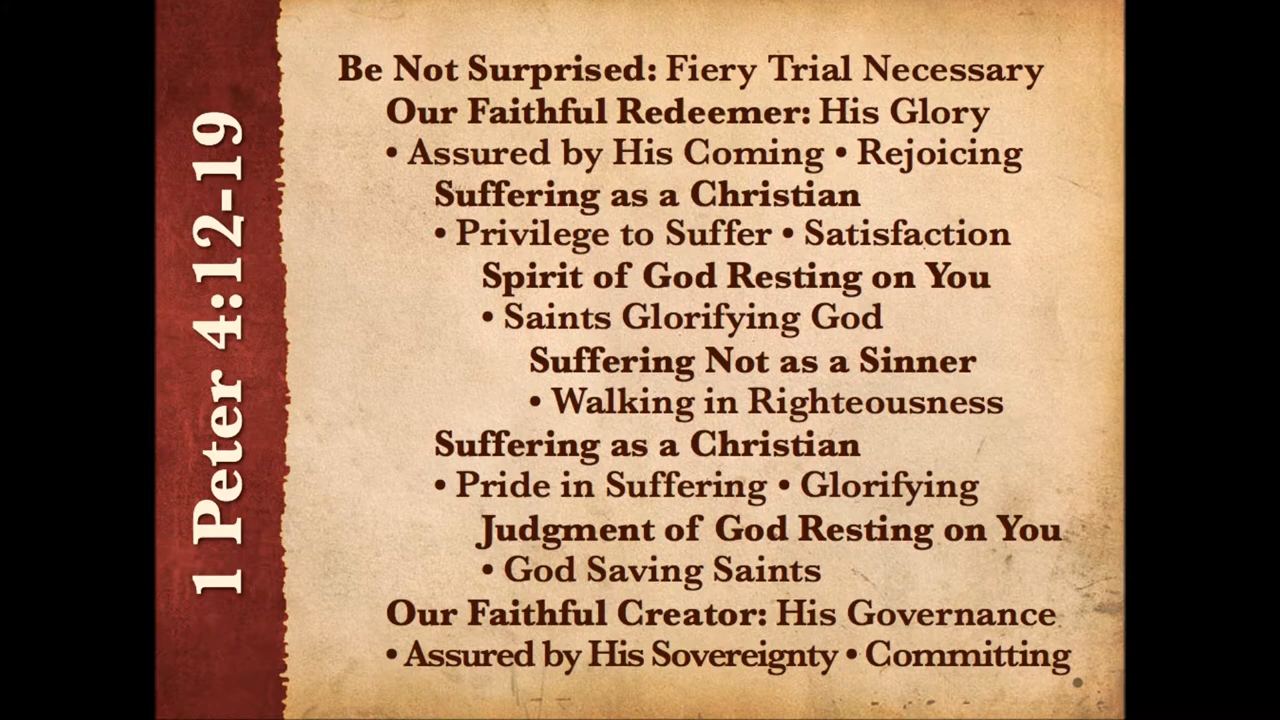 1 Peter 4:12-19
Be Not Surprised: Fiery Trial Necessary
Our Faithful Redeemer: His Glory
• Assured by His Coming • Rejoicing
Suffering as a Christian
• Privilege to Suffer • Satisfaction
Spirit of God Resting on You
• Saints Glorifying God
Suffering Not as a Sinner
• Walking in Righteousness
Suffering as a Christian
• Pride in Suffering • Glorifying
Judgment of God Resting on You
• God Saving Saints
Our Faithful Creator: His Governance
• Assured by His Sovereignty • Committing